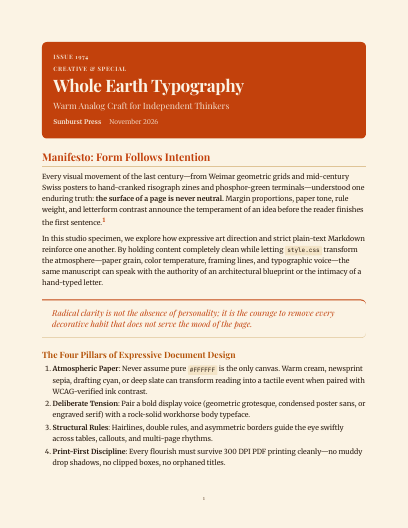 ISSUE 1974
CREATIVE & SPECIAL
Whole Earth Typography
Warm Analog Craft for Independent Thinkers
Sunburst Press November 2026
Manifesto: Form Follows Intention
Every visual movement of the last century—from Weimar geometric grids and mid-century
Swiss posters to hand-cranked risograph zines and phosphor-green terminals—understood one
enduring truth: the surface of a page is never neutral. Margin proportions, paper tone, rule
weight, and letterform contrast announce the temperament of an idea before the reader finishes
the first sentence.1
In this studio specimen, we explore how expressive art direction and strict plain-text Markdown
reinforce one another. By holding content completely clean while letting style.css transform
the atmosphere—paper grain, color temperature, framing lines, and typographic voice—the
same manuscript can speak with the authority of an architectural blueprint or the intimacy of a
hand-typed letter.
Radical clarity is not the absence of personality; it is the courage to remove every
decorative habit that does not serve the mood of the page.
The Four Pillars of Expressive Document Design
1. Atmospheric Paper: Never assume pure #FFFFFF is the only canvas. Warm cream, newsprint
sepia, drafting cyan, or deep slate can transform reading into a tactile event when paired with
WCAG-verified ink contrast.
2. Deliberate Tension: Pair a bold display voice (geometric grotesque, condensed poster sans, or
engraved serif) with a rock-solid workhorse body typeface.
3. Structural Rules: Hairlines, double rules, and asymmetric borders guide the eye swiftly
across tables, callouts, and multi-page rhythms.
4. Print-First Discipline: Every flourish must survive 300 DPI PDF printing cleanly—no muddy
drop shadows, no clipped boxes, no orphaned titles.